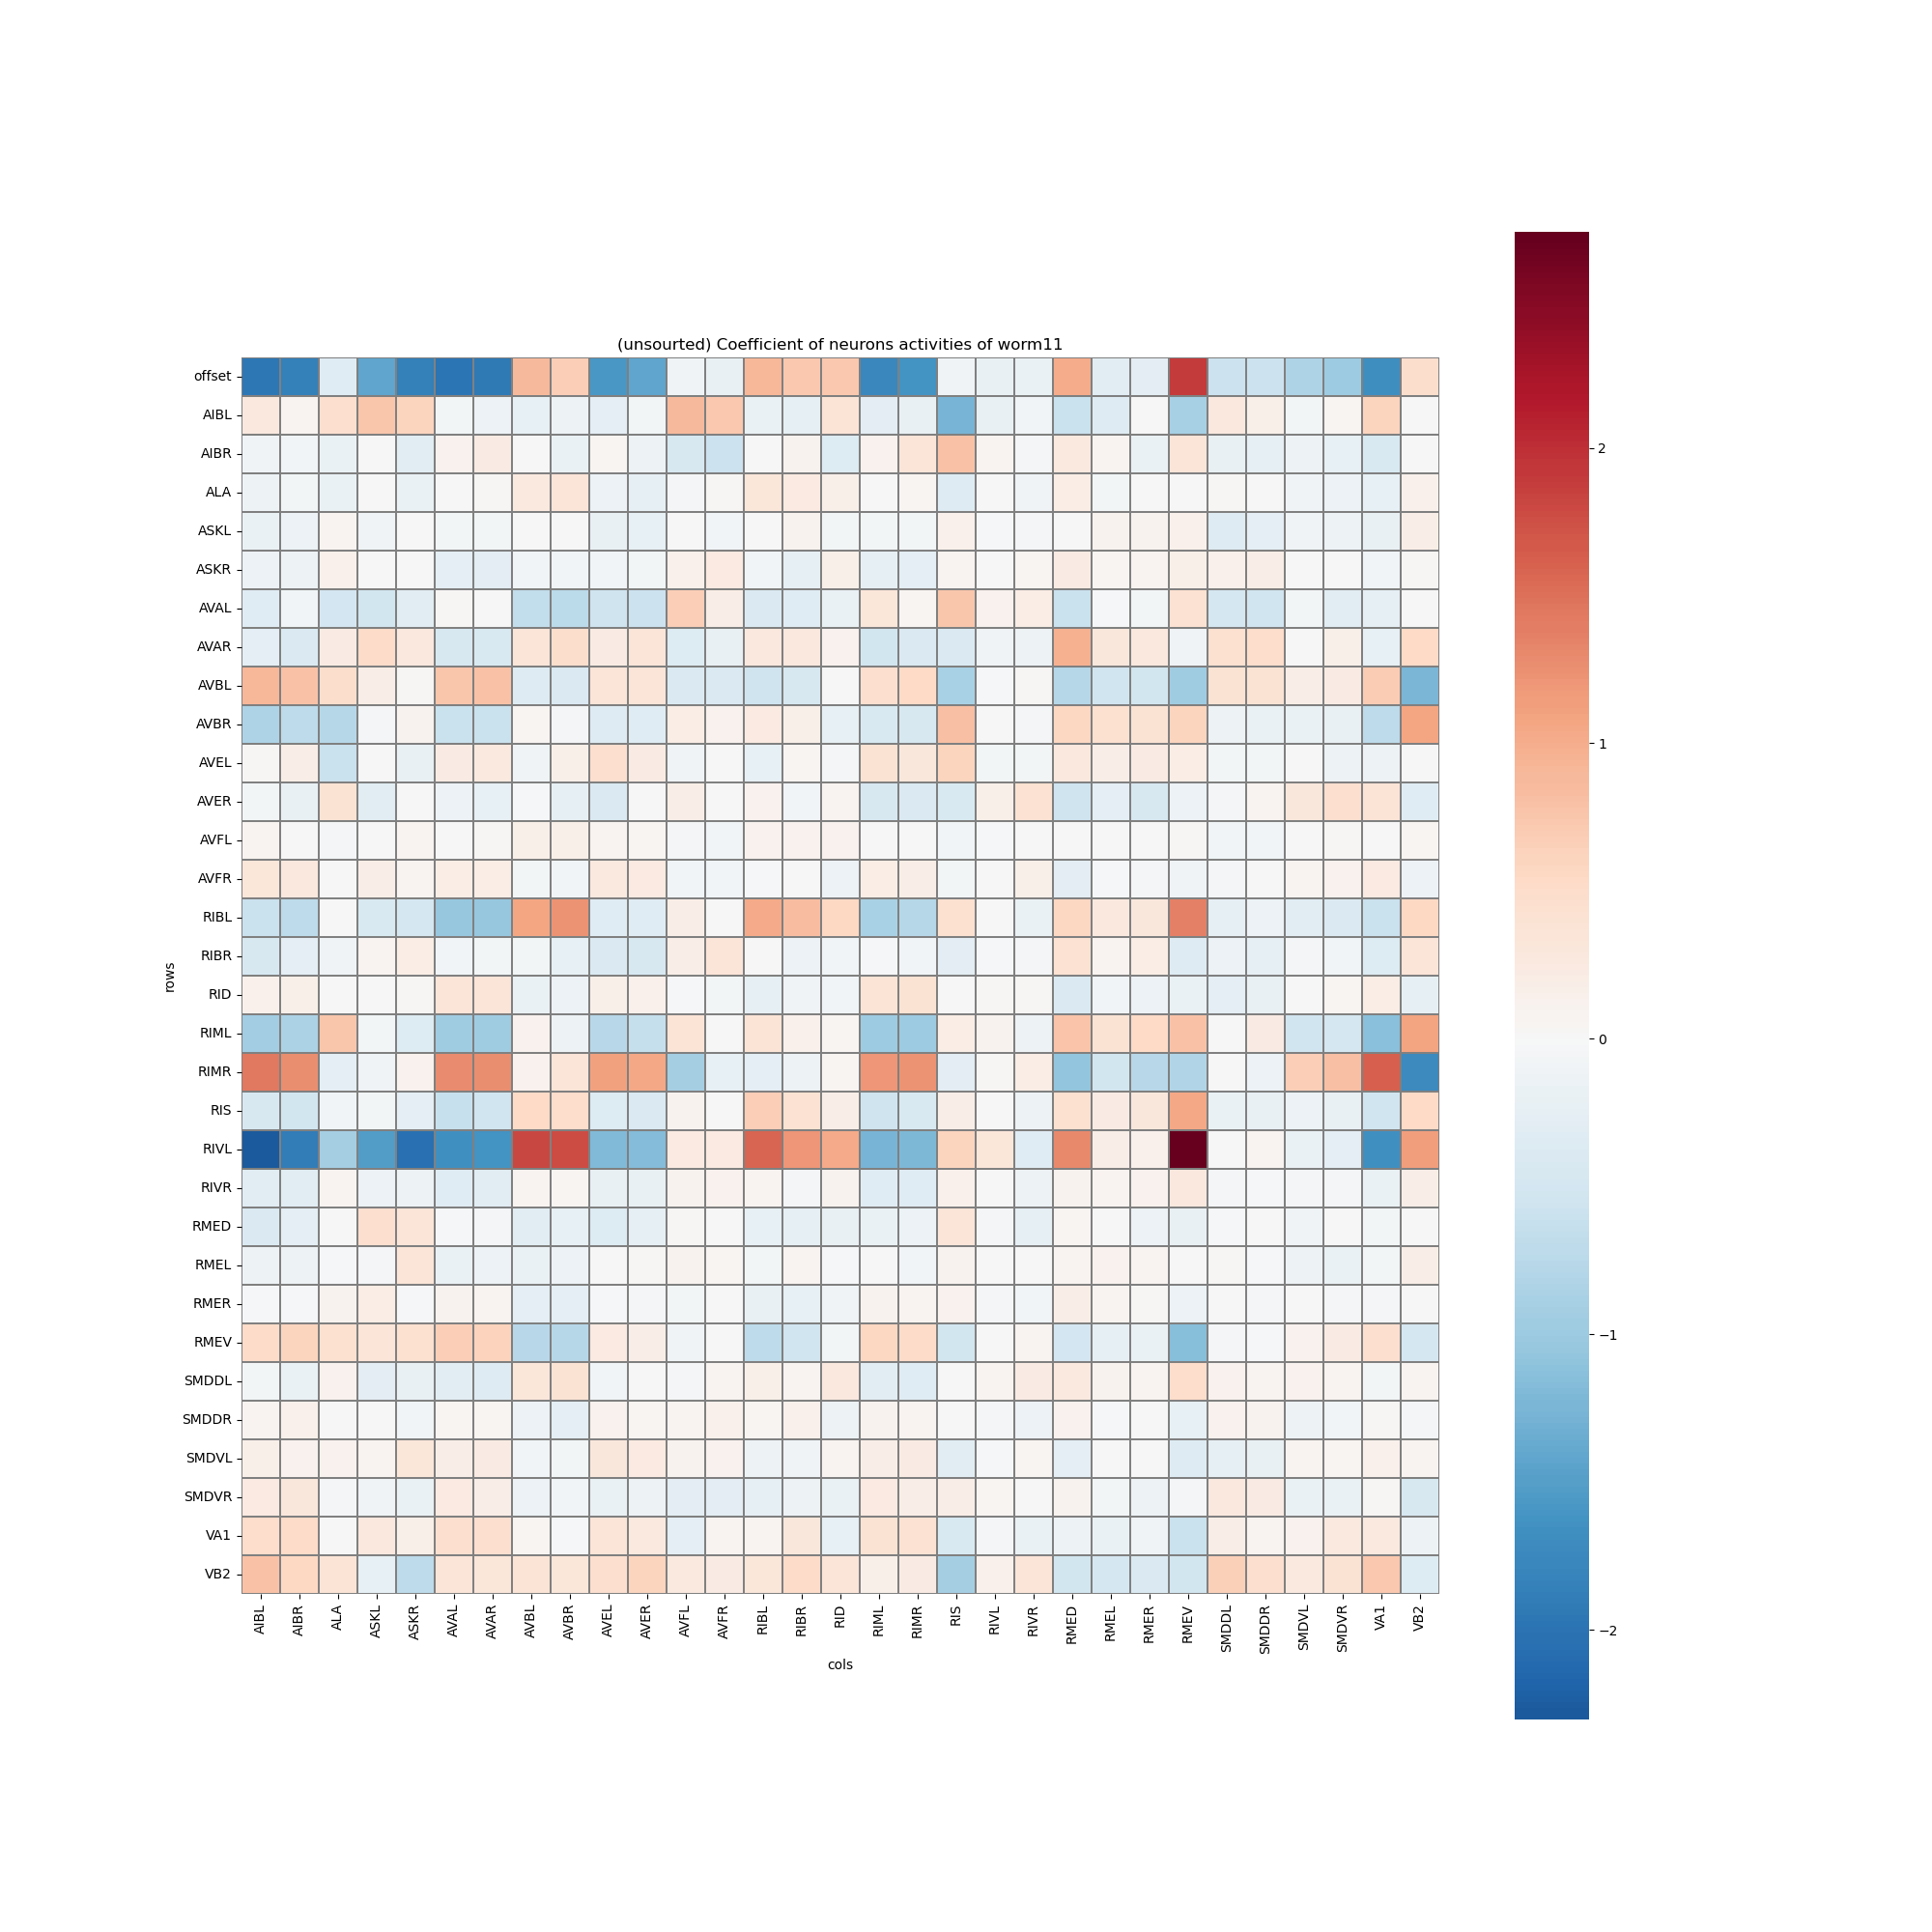 (unsourted) Coefficient of neurons activities of worm11
offset
AIBL
AIBR
ALA
ASKL
ASKR
AVAL
AVAR
AVBL
AVBR
AVEL
AVER
AVFL
AVFR
RIBL
RIBR
RID
RIML
RIMR
RIS
RIVL
RIVR
RMED
RMEL
RMER
RMEV
SMDDL
SMDDR
SMDVL
SMDVR
VA1
VB2
rows
AIBL AIBR ALA ASKL ASKR AVAL AVAR AVBL AVBR AVEL AVER AVFL AVFR RIBL RIBR RID RIML RIMR RIS RIVL RIVR RMED RMEL RMER RMEV SMDDL SMDDR SMDVL SMDVR VA1 VB2
cols
2
1
0
−1
−2